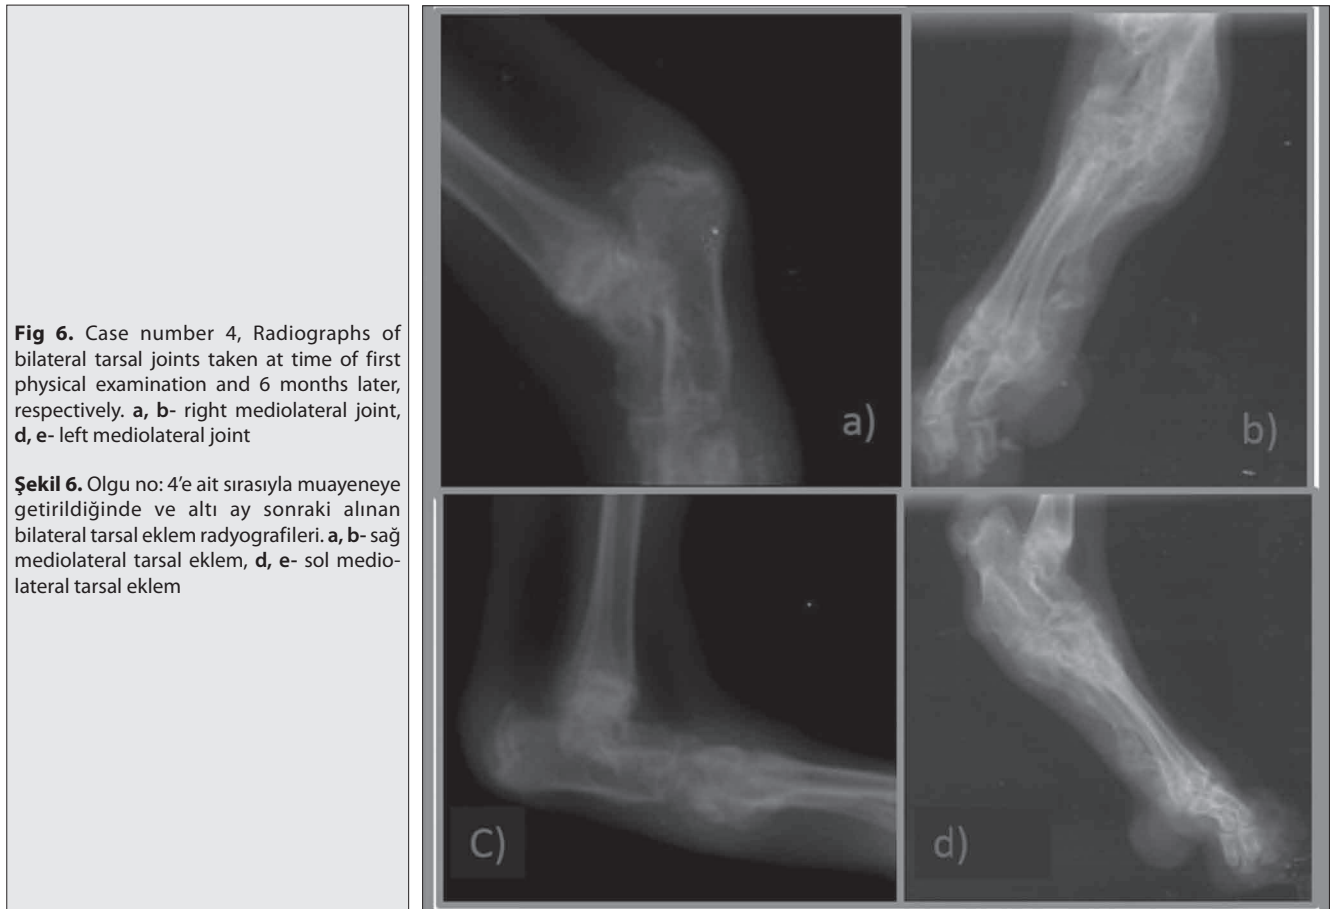 Fig 6. Case number 4, Radiographs of
bilateral tarsal joints taken at time of first
physical examination and 6 months later,
respectively. a, b- right mediolateral joint,
d, e- left mediolateral joint
Şekil 6. Olgu no: 4’e ait sırasıyla muayeneye
getirildiğinde ve altı ay sonraki alınan
bilateral tarsal eklem radyografileri. a, b- sağ
mediolateral tarsal eklem, d, e- sol medio-
lateral tarsal eklem
a)
b)
C)
d)